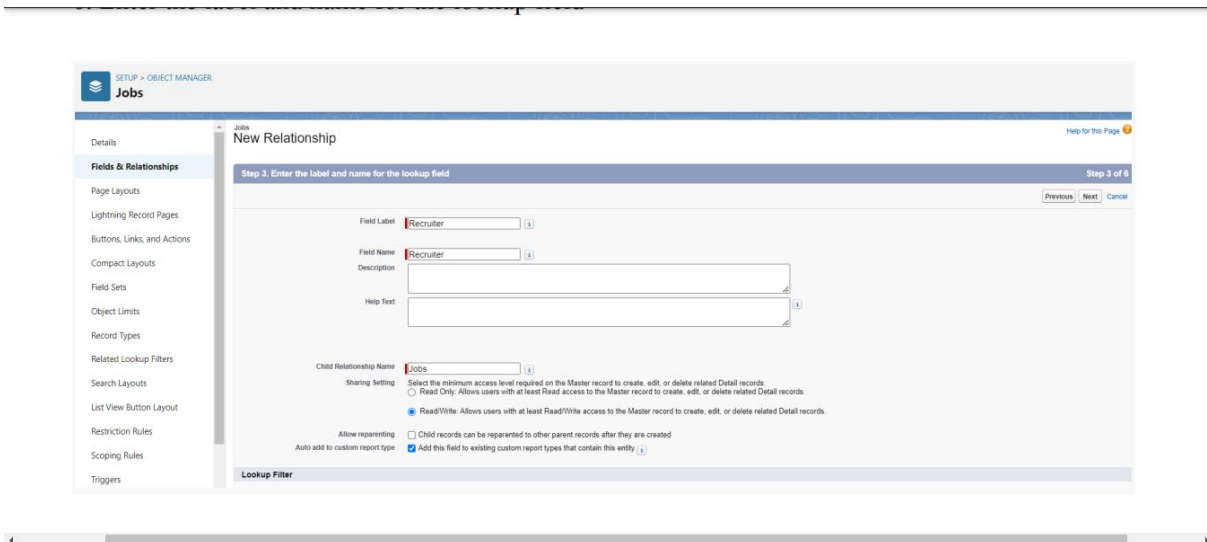 SETUP > OBJECT MANAGER
Jobs
Details
Fields & Relationships
Page Layouts
Lightning Record Pages
Buttons, Links, and Actions
Compact Layouts
Field Sets
Object Limits
Record Types
Related Lookup Filters
Search Layouts
List View Button Layout
Restriction Rules
Scoping Rules
Triggers
Jobs
New Relationship
Help for this Page
Step 3. Enter the label and name for the lookup field Step 3 of 6
Previous Next Cancel
Field Label Recruiter
Field Name Recruiter
Description
Help Text
Child Relationship Name Jobs
Sharing Setting Select the minimum access level required on the Master record to create, edit, or delete related Detail records:
Read Only: Allows users with at least Read access to the Master record to create, edit, or delete related Detail records.
Read/Write: Allows users with at least Read/Write access to the Master record to create, edit, or delete related Detail records.
Allow reparenting Child records can be reparented to other parent records after they are created
Auto add to custom report type Add this field to existing custom report types that contain this entity
Lookup Filter